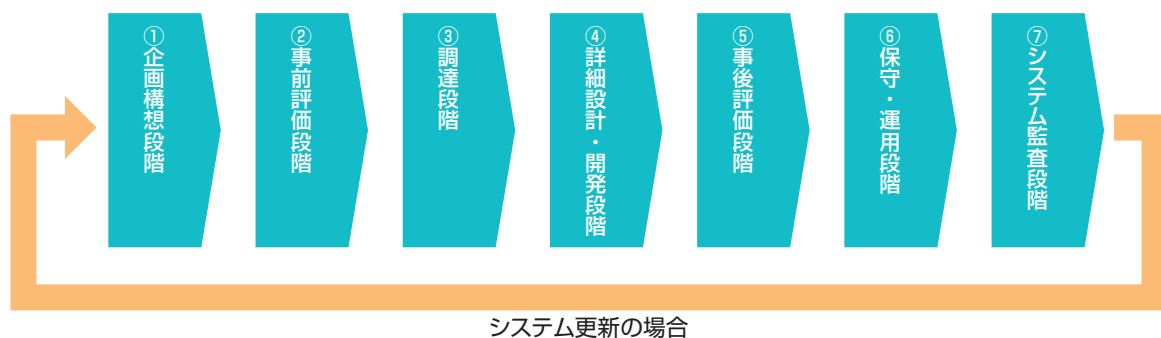 ①企画構想段階
②事前評価段階
③調達段階
④詳細設計・開発段階
⑤事後評価段階
⑥保守・運用段階
⑦システム監査段階
システム更新の場合